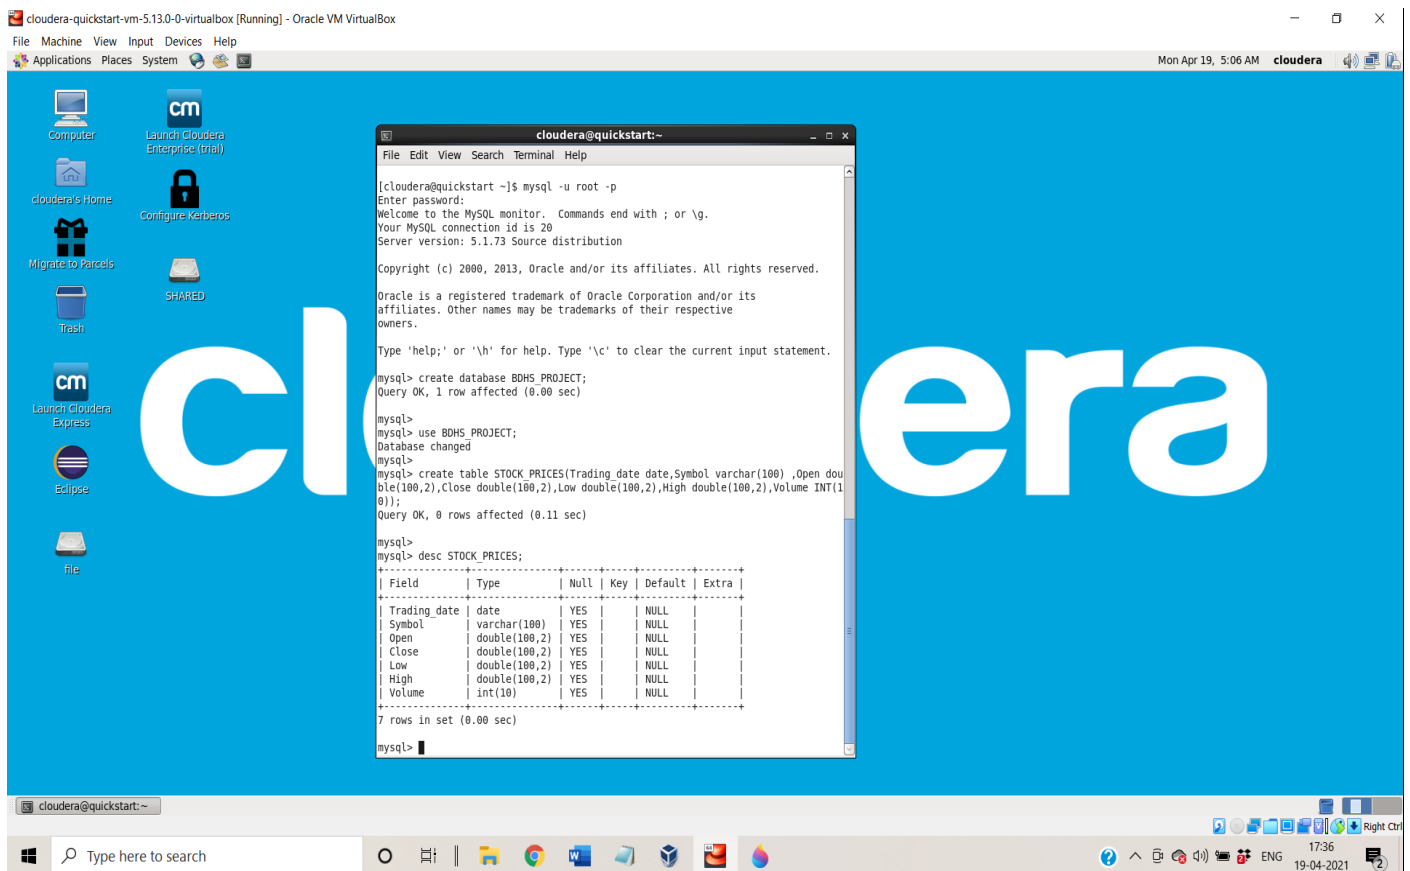 cloudera-quickstart-vm-5.13.0-0-virtualbox [Running] - Oracle VM VirtualBox
File Machine View Input Devices Help
Applications Places System
Mon Apr 19, 5:06 AM cloudera
Computer
Launch Cloudera
Enterprise (trial)
cloudera's Home
Configure Kerberos
Migrate to Parcels
SHARED
Trash
cm
Launch Cloudera
Express
Eclipse
file
cm
cloudera@quickstart:~
File Edit View Search Terminal Help
[cloudera@quickstart ~]$ mysql -u root -p
Enter password:
Welcome to the MySQL monitor.  Commands end with ; or \g.
Your MySQL connection id is 20
Server version: 5.1.73 Source distribution
Copyright (c) 2000, 2013, Oracle and/or its affiliates. All rights reserved.
Oracle is a registered trademark of Oracle Corporation and/or its
affiliates. Other names may be trademarks of their respective
owners.
Type 'help;' or '\h' for help. Type '\c' to clear the current input statement.
mysql> create database BDHS_PROJECT;
Query OK, 1 row affected (0.00 sec)
mysql>
mysql> use BDHS_PROJECT;
Database changed
mysql>
mysql> create table STOCK_PRICES(Trading_date date,Symbol varchar(100) ,Open dou
ble(100,2),Close double(100,2),Low double(100,2),High double(100,2),Volume INT(1
0));
Query OK, 0 rows affected (0.11 sec)
mysql>
mysql> desc STOCK_PRICES;
+--------------+---------------+------+-----+---------+-------+
| Field        | Type          | Null | Key | Default | Extra |
+--------------+---------------+------+-----+---------+-------+
| Trading_date | date          | YES  |     | NULL    |       |
| Symbol       | varchar(100)  | YES  |     | NULL    |       |
| Open         | double(100,2) | YES  |     | NULL    |       |
| Close        | double(100,2) | YES  |     | NULL    |       |
| Low          | double(100,2) | YES  |     | NULL    |       |
| High         | double(100,2) | YES  |     | NULL    |       |
| Volume       | int(10)       | YES  |     | NULL    |       |
+--------------+---------------+------+-----+---------+-------+
7 rows in set (0.00 sec)
mysql>
cl era
cloudera@quickstart:~
Right Ctrl
Type here to search
ENG
17:36
19-04-2021
2